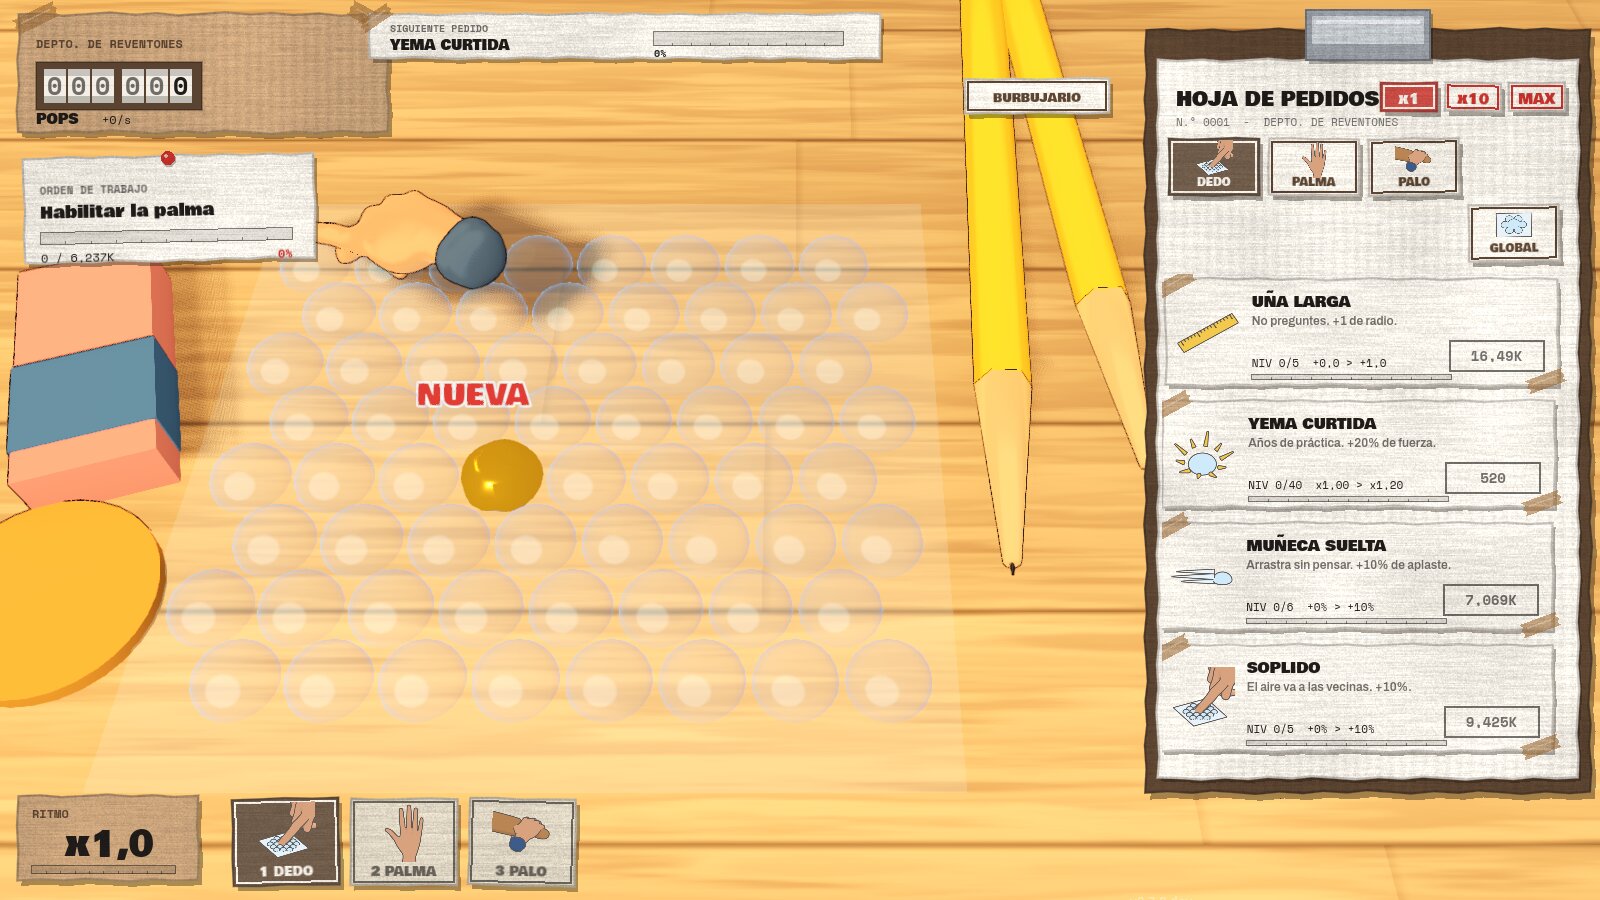 DEPTO. DE REVENTONES
000 000
POPS +0/s
SIGUIENTE PEDIDO
YEMA CURTIDA
0%
ORDEN DE TRABAJO
Habilitar la palma
0 / 6,237K 0%
BURBUJARIO
NUEVA
HOJA DE PEDIDOS x1 x10 MAX
N.° 0001 - DEPTO. DE REVENTONES
DEDO PALMA PALO
GLOBAL
UÑA LARGA
No preguntes. +1 de radio.
NIV 0/5 +0,0 > +1,0
16,49K
YEMA CURTIDA
Años de práctica. +20% de fuerza.
NIV 0/40 x1,00 > x1,20
520
MUÑECA SUELTA
Arrastra sin pensar. +10% de aplaste.
NIV 0/6 +0% > +10%
7,069K
SOPLIDO
El aire va a las vecinas. +10%.
NIV 0/5 +0% > +10%
9,425K
RITMO
x1,0
1 DEDO
2 PALMA
3 PALO